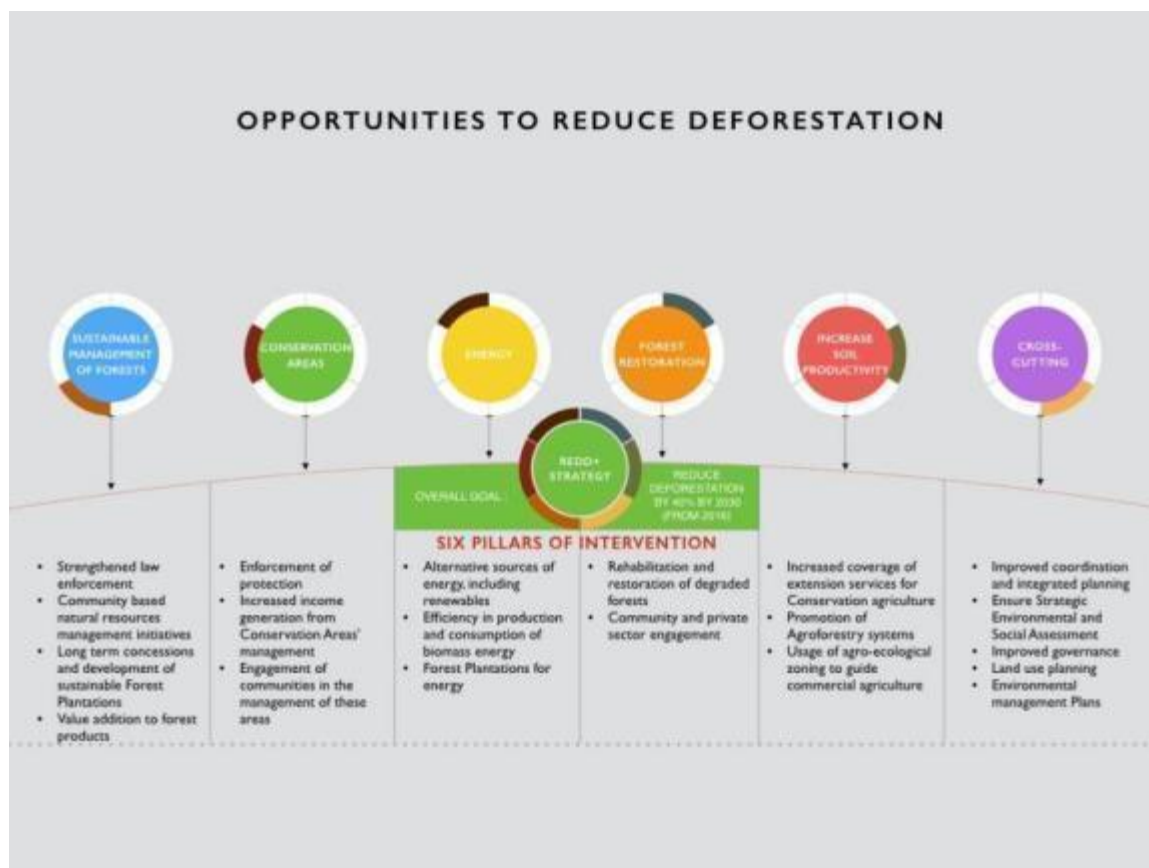 OPPORTUNITIES TO REDUCE DEFORESTATION
SUSTAINABLE
MANAGEMENT
OF FORESTS
CONSERVATION
AREAS
ENERGY
FOREST
RESTORATION
INCREASE
SOIL
PRODUCTIVITY
CROSS-
CUTTING
OVERALL GOAL :
REDD+
STRATEGY
REDUCE
DEFORESTATION
BY 40% BY 2030
(FROM 2016)
SIX PILLARS OF INTERVENTION
• Strengthened law
enforcement
• Community based
natural resources
management initiatives
• Long term concessions
and development of
sustainable Forest
Plantations
• Value addition to forest
products
• Enforcement of
protection
• Increased income
generation from
Conservation Areas'
management
• Engagement of
communities in the
management of these
areas
• Alternative sources of
energy, including
renewables
• Efficiency in production
and consumption of
biomass energy
• Forest Plantations for
energy
• Rehabilitation and
restoration of degraded
forests
• Community and private
sector engagement
• Increased coverage of
extension services for
Conservation agriculture
• Promotion of
Agroforestry systems
• Usage of agro-ecological
zoning to guide
commercial agriculture
• Improved coordination
and integrated planning
• Ensure Strategic
Environmental and
Social Assessment
• Improved governance
• Land use planning
• Environmental
management Plans